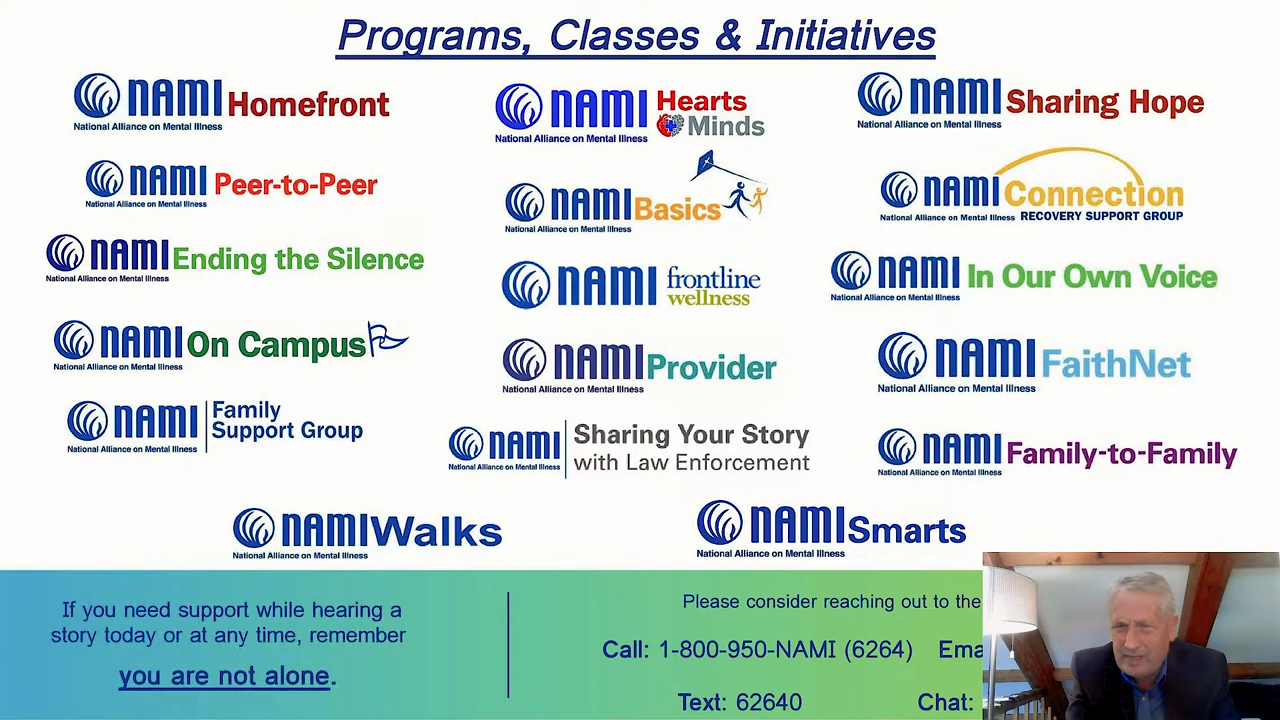 Programs, Classes & Initiatives
NAMI Homefront
National Alliance on Mental Illness
NAMI Hearts
Minds
National Alliance on Mental Illness
NAMI Sharing Hope
National Alliance on Mental Illness
NAMI Peer-to-Peer
National Alliance on Mental Illness
NAMI Basics
National Alliance on Mental Illness
NAMI Connection
National Alliance on Mental Illness RECOVERY SUPPORT GROUP
NAMI Ending the Silence
National Alliance on Mental Illness
NAMI frontline
wellness
NAMI In Our Own Voice
National Alliance on Mental Illness
NAMI On Campus
National Alliance on Mental Illness
NAMI Provider
National Alliance on Mental Illness
NAMI FaithNet
National Alliance on Mental Illness
NAMI Family
Support Group
National Alliance on Mental Illness
NAMI Sharing Your Story
with Law Enforcement
National Alliance on Mental Illness
NAMI Family-to-Family
National Alliance on Mental Illness
NAMIWalks
National Alliance on Mental Illness
NAMI Smarts
National Alliance on Mental Illness
If you need support while hearing a
story today or at any time, remember
you are not alone.
Please consider reaching out to the
Call: 1-800-950-NAMI (6264) Ema
Text: 62640 Chat: